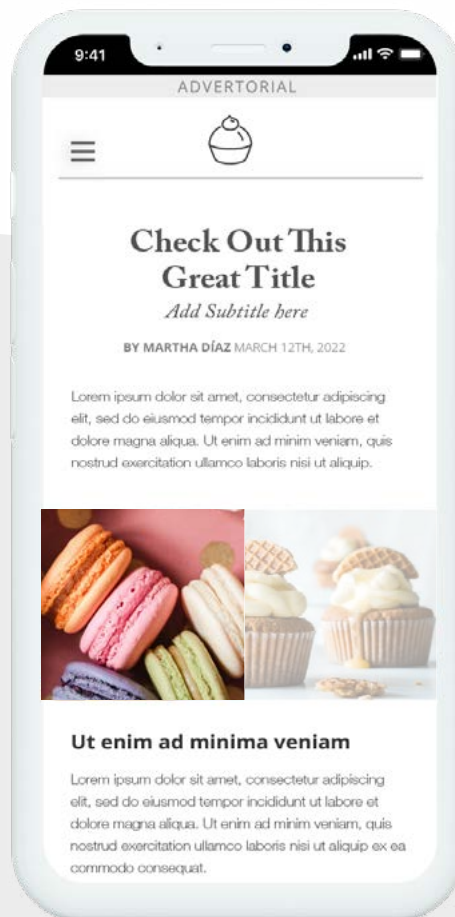 9:41
ADVERTORIAL
Check Out This
Great Title
Add Subtitle here
BY MARTHA DÍAZ MARCH 12TH, 2022
Lorem ipsum dolor sit amet, consectetur adipiscing
elit, sed do eiusmod tempor incididunt ut labore et
dolore magna aliqua. Ut enim ad minim veniam, quis
nostrud exercitation ullamco laboris nisi ut aliquip.
Ut enim ad minima veniam
Lorem ipsum dolor sit amet, consectetur adipiscing
elit, sed do eiusmod tempor incididunt ut labore et
dolore magna aliqua. Ut enim ad minim veniam, quis
nostrud exercitation ullamco laboris nisi ut aliquip ex ea
commodo consequat.